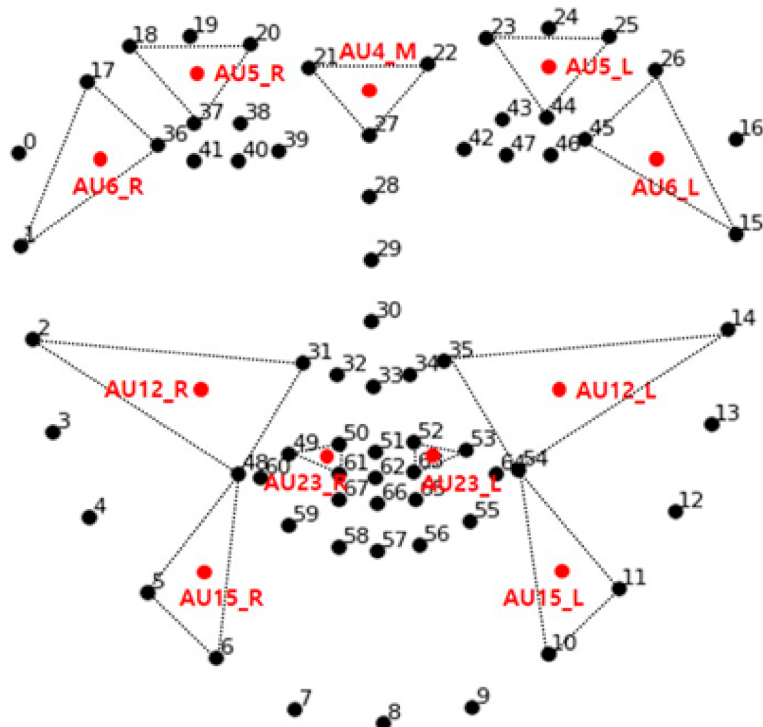 18 19 20 21 AU4_M 22 23 24 25
17 AU5_R AU5_L 26
0 36 37 38 39 27 42 43 44 45 16
41 40 47 46
AU6_R AU6_L
1 28 15
29
30
2 31 32 33 34 35 14
AU12_R AU12_L
3 13
49 50 51 52 53
48 60 61 62 63 64 54
AU23_R AU23_L
67 66 65
4 59 58 57 56 55 12
5 AU15_R AU15_L 11
6 10
7 8 9